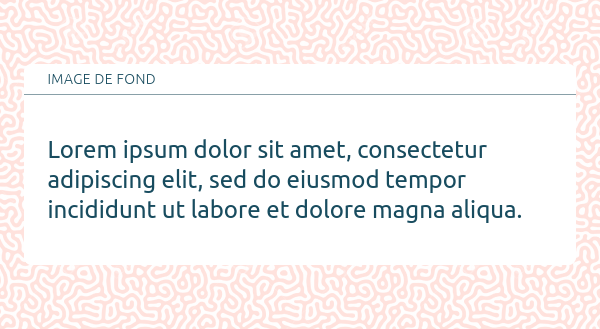 IMAGE DE FOND
Lorem ipsum dolor sit amet, consectetur
adipiscing elit, sed do eiusmod tempor
incididunt ut labore et dolore magna aliqua.